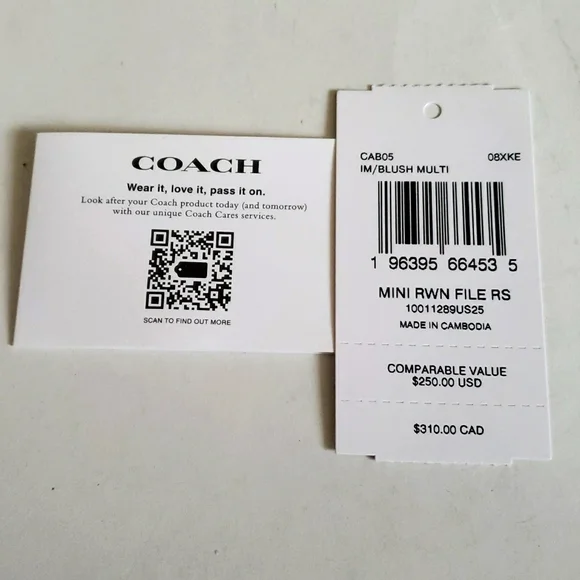 COACH
Wear it, love it, pass it on.
Look after your Coach product today (and tomorrow)
with our unique Coach Cares services.
SCAN TO FIND OUT MORE
CAB05 08XKE
IM/BLUSH MULTI
1 96395 66453 5
MINI RWN FILE RS
10011289US25
MADE IN CAMBODIA
COMPARABLE VALUE
$250.00 USD
$310.00 CAD